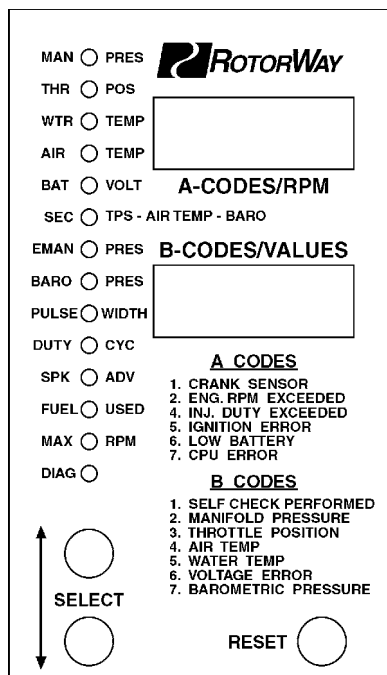 MAN PRES
THR POS
WTR TEMP
AIR TEMP
BAT VOLT
SEC TPS - AIR TEMP - BARO
EMAN PRES
BARO PRES
PULSE WIDTH
DUTY CYC
SPK ADV
FUEL USED
MAX RPM
DIAG
SELECT
ROTORWAY
A-CODES/RPM
B-CODES/VALUES
A CODES
1. CRANK SENSOR
2. ENG. RPM EXCEEDED
4. INJ. DUTY EXCEEDED
5. IGNITION ERROR
6. LOW BATTERY
7. CPU ERROR
B CODES
1. SELF CHECK PERFORMED
2. MANIFOLD PRESSURE
3. THROTTLE POSITION
4. AIR TEMP
5. WATER TEMP
6. VOLTAGE ERROR
7. BAROMETRIC PRESSURE
RESET